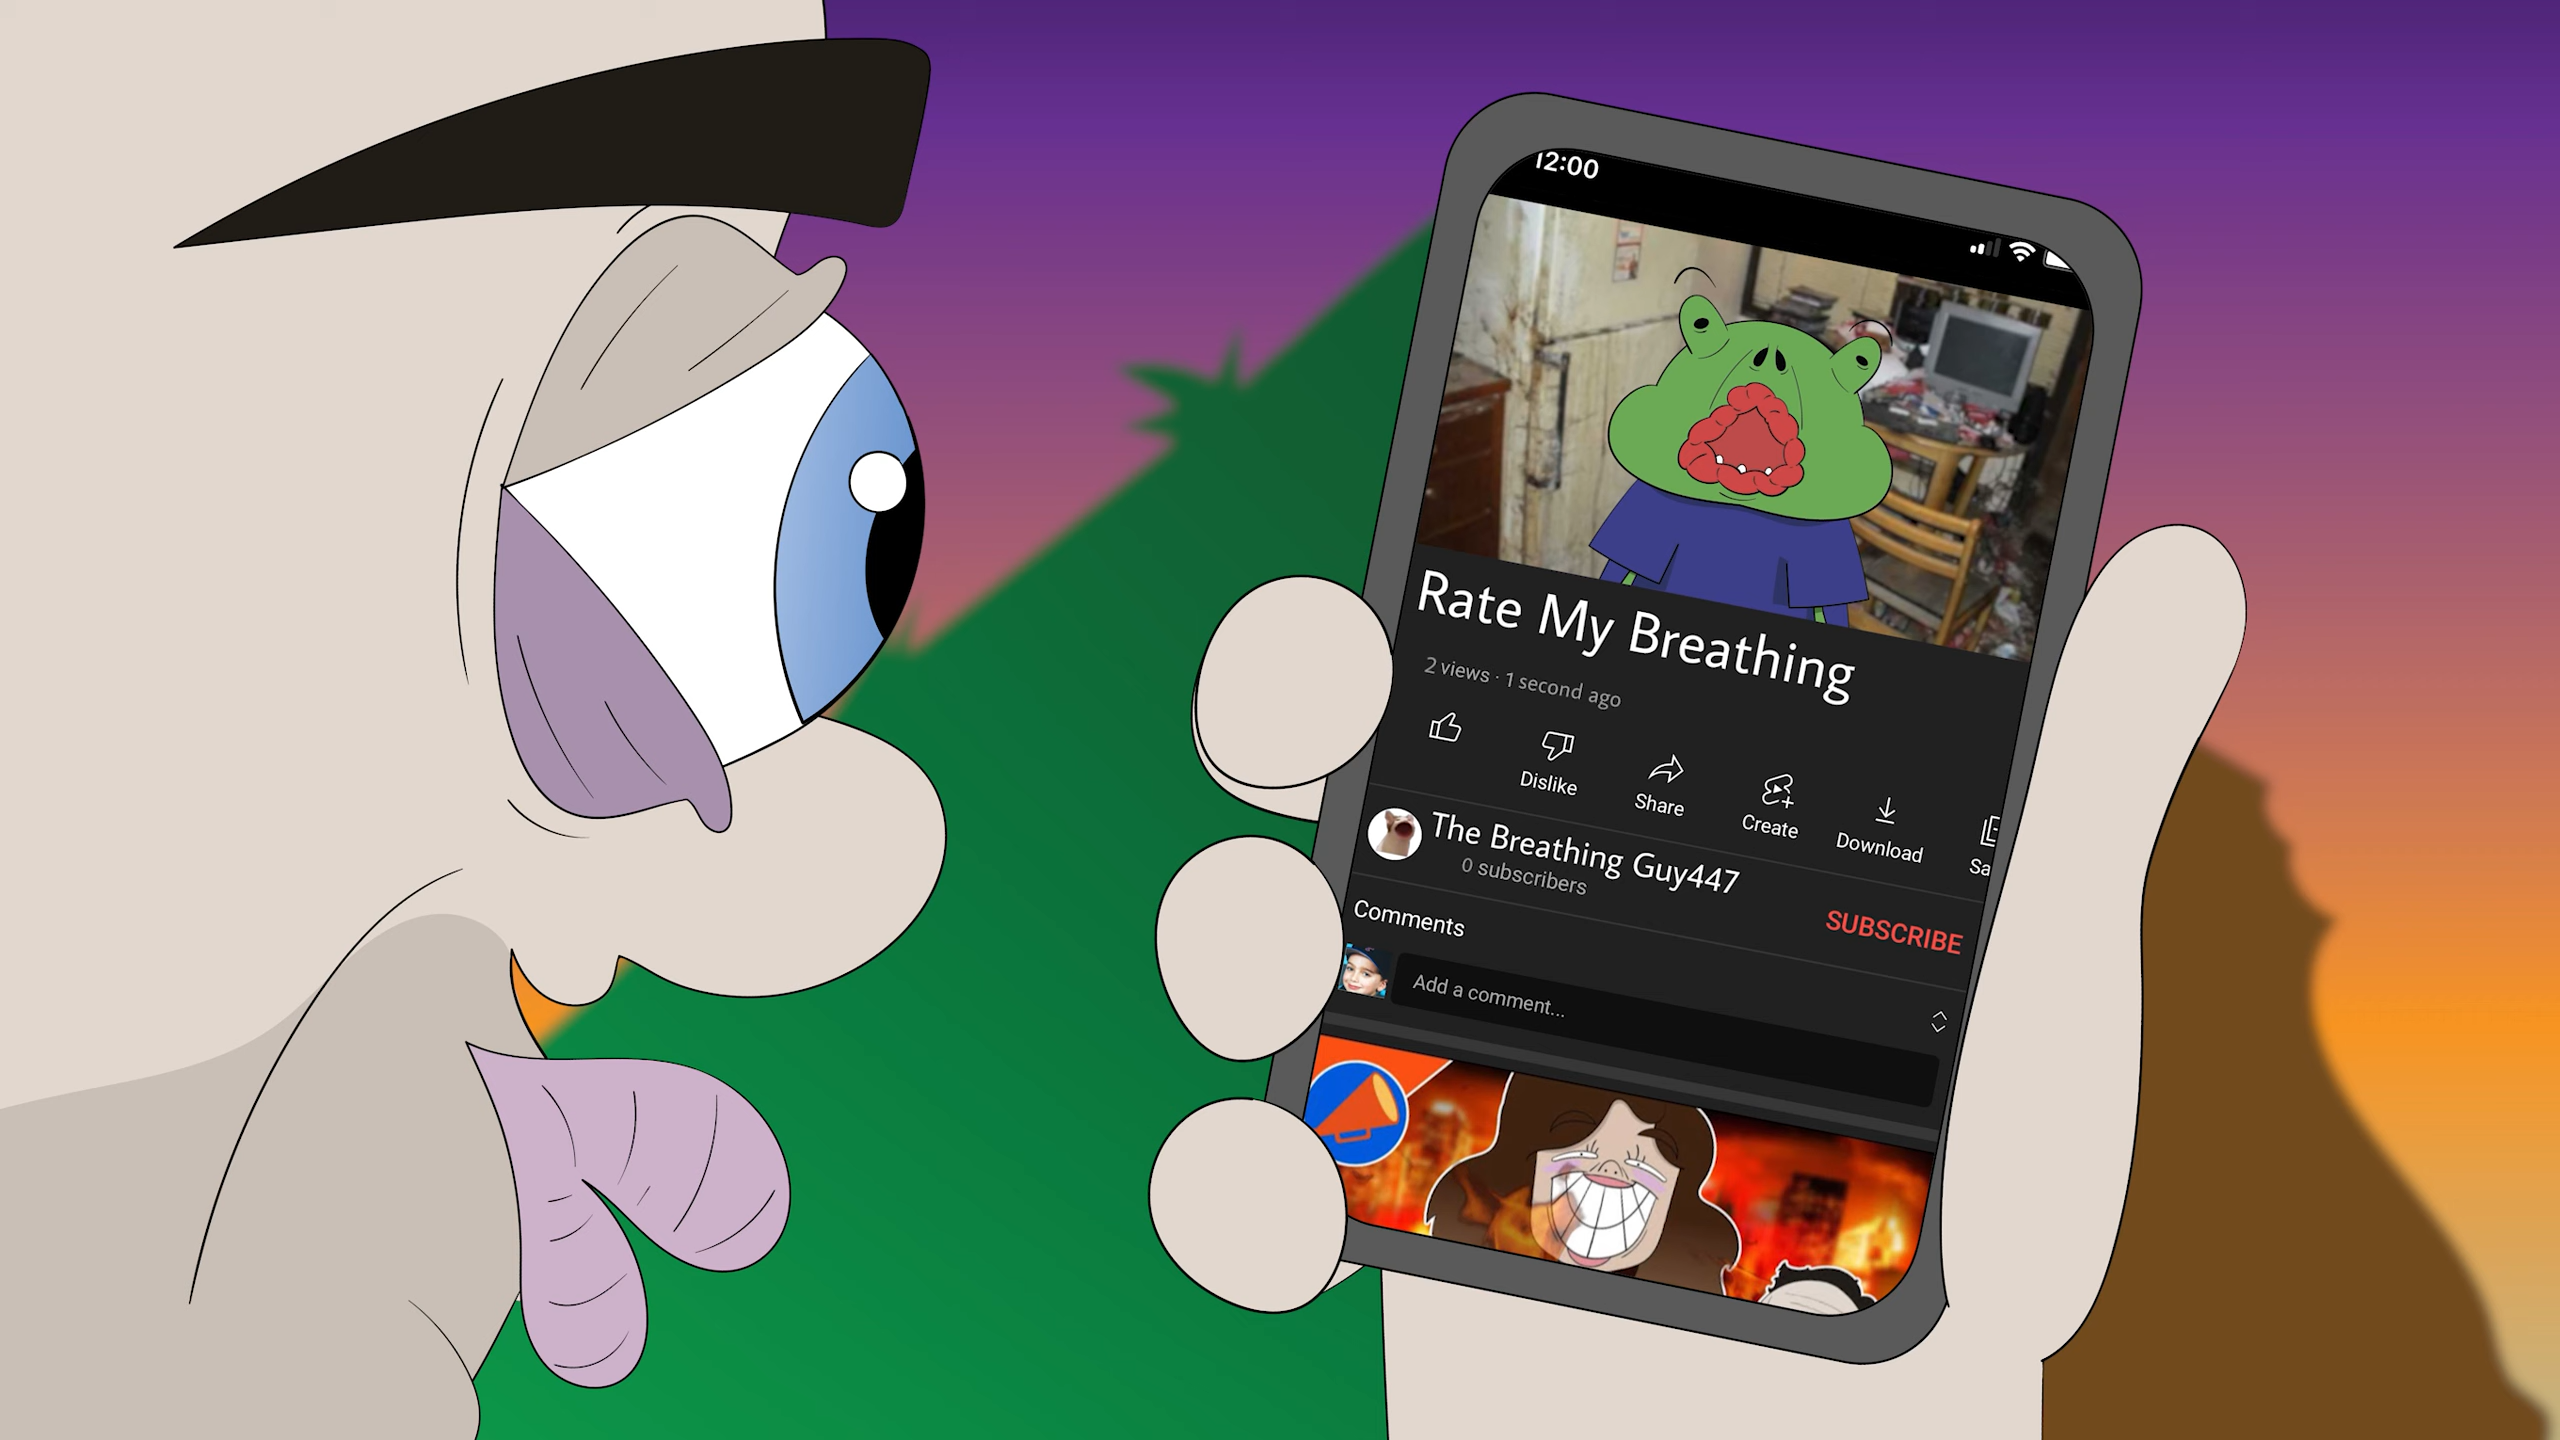 12:00
Rate My Breathing
2 views · 1 second ago
Dislike
Share
Create
Download
Sa
The Breathing Guy447
0 subscribers
SUBSCRIBE
Comments
Add a comment...